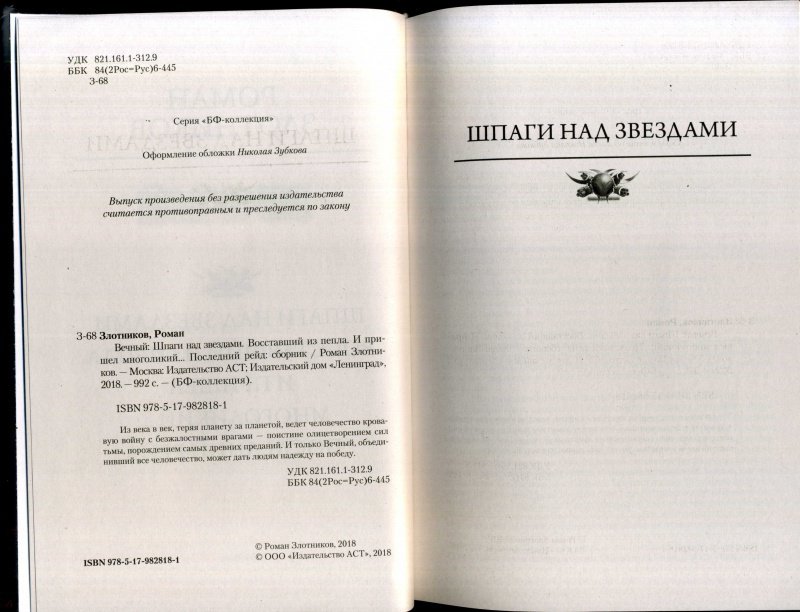 УДК 821.161.1-312.9
ББК 84(2Рос=Рус)6-445
З-68
Серия «БФ-коллекция»
Оформление обложки Николая Зубкова
Выпуск произведения без разрешения издательства
считается противоправным и преследуется по закону
З-68 Злотников, Роман
Вечный: Шпаги над звездами. Восставший из пепла. И при-
шел многоликий... Последний рейд: сборник / Роман Злотни-
ков. — Москва: Издательство АСТ; Издательский дом «Ленинград»,
2018. — 992 с. — (БФ-коллекция).
ISBN 978-5-17-982818-1
Из века в век, теряя планету за планетой, ведет человечество крова-
вую войну с безжалостными врагами — поистине олицетворением сил
тьмы, порождением самых древних преданий. И только Вечный, объеди-
нивший все человечество, может дать людям надежду на победу.
УДК 821.161.1-312.9
ББК 84(2Рос=Рус)6-445
© Роман Злотников, 2018
ISBN 978-5-17-982818-1
© ООО «Издательство АСТ», 2018
ШПАГИ НАД ЗВЕЗДАМИ